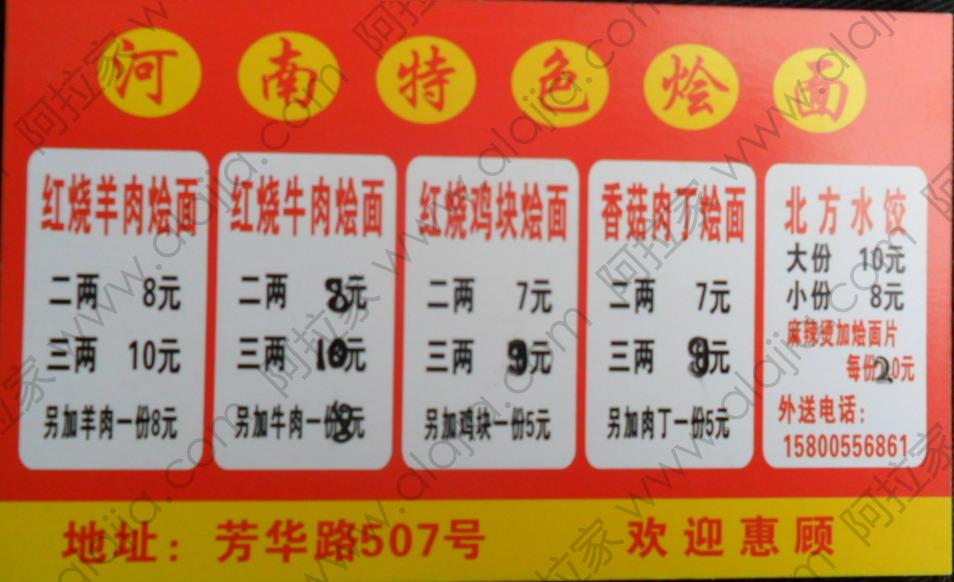 河南特色烩面
红烧羊肉烩面
二两 8元
三两 10元
另加羊肉一份8元
红烧牛肉烩面
二两 8元
三两 10元
另加牛肉一份8
红烧鸡块烩面
二两 7元
三两 9元
另加鸡块一份5元
香菇肉丁烩面
二两 7元
三两 元
另加肉丁一份5元
北方水饺
大份 10元
小份 8元
麻辣烫加烩面片
每份 元
外送电话:
15800556861
地址：芳华路507号
欢迎惠顾
阿拉家 www.alajia.com